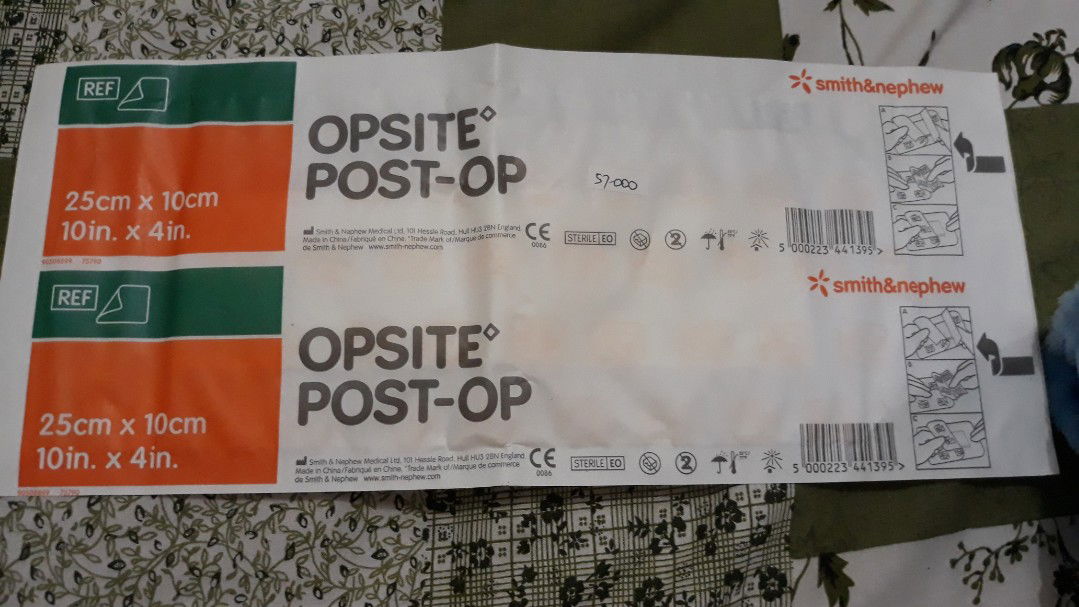 REF
25cm x 10cm
10in. x 4in.
OPSITE◊
POST-OP
57.000
smith&nephew
Smith & Nephew Medical Ltd, 101 Hessle Road, Hull HU3 2BN England.
Made in China/Fabriqué en Chine. °Trade Mark of/Marque de commerce
de Smith & Nephew www.smith-nephew.com
CE
0086
STERILE EO
2
A
B
C
5 000223 441395 >
REF
25cm x 10cm
10in. x 4in.
OPSITE◊
POST-OP
smith&nephew
Smith & Nephew Medical Ltd, 101 Hessle Road, Hull HU3 2BN England
Made in China/Fabriqué en Chine. °Trade Mark of/Marque de commerce
de Smith & Nephew www.smith-nephew.com
CE
0086
STERILE EO
2
A
B
C
5 000223 441395 >